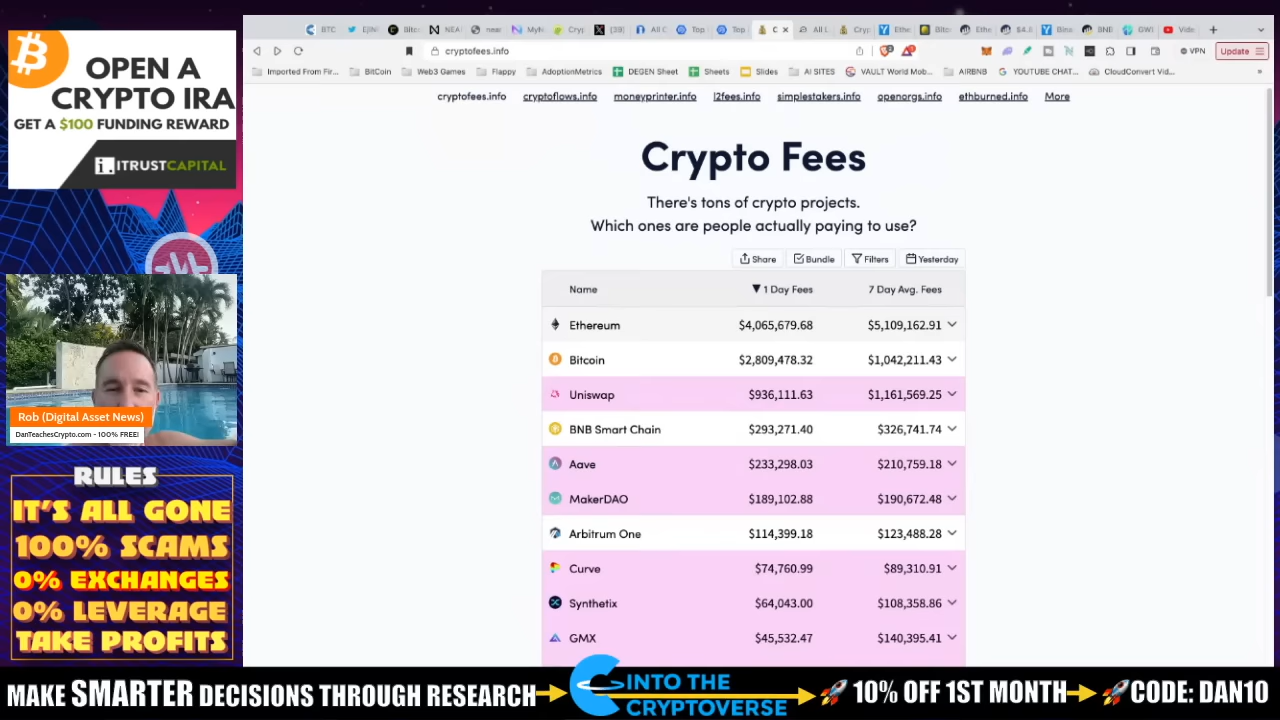 OPEN A
CRYPTO IRA
GET A $100 FUNDING REWARD
i. ITRUSTCAPITAL
Rob (Digital Asset News)
DanTeachesCrypto.com - 100% FREE!
RULES
IT'S ALL GONE
100% SCAMS
0% EXCHANGES
0% LEVERAGE
TAKE PROFITS
BTC
NEA
near
Top
Top
GWI
cryptofees.info
VPN
Update
Imported From Fir...
BitCoin
Web3 Games
Flappy
AdoptionMetrics
DEGEN Sheet
Sheets
Slides
AI SITES
VAULT World Mob...
AIRBNB
YOUTUBE CHAT...
CloudConvert Vid...
»
cryptofees.info cryptoflows.info moneyprinter.info l2fees.info simplestakers.info openorgs.info ethburned.info More
Crypto Fees
There's tons of crypto projects.
Which ones are people actually paying to use?
Share Bundle Filters Yesterday
Name ▼ 1 Day Fees 7 Day Avg. Fees
Ethereum $4,065,679.68 $5,109,162.91
Bitcoin $2,809,478.32 $1,042,211.43
Uniswap $936,111.63 $1,161,569.25
BNB Smart Chain $293,271.40 $326,741.74
Aave $233,298.03 $210,759.18
MakerDAO $189,102.88 $190,672.48
Arbitrum One $114,399.18 $123,488.28
Curve $74,760.99 $89,310.91
Synthetix $64,043.00 $108,358.86
GMX $45,532.47 $140,395.41
MAKE SMARTER DECISIONS THROUGH RESEARCH
INTO THE
CRYPTOVERSE
10% OFF 1ST MONTH
CODE: DAN10